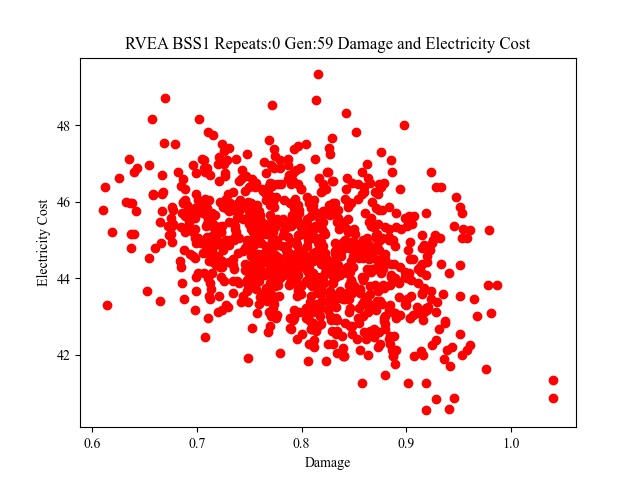 RVEA BSS1 Repeats:0 Gen:59 Damage and Electricity Cost
Electricity Cost
48
46
44
42
0.6 0.7 0.8 0.9 1.0
Damage